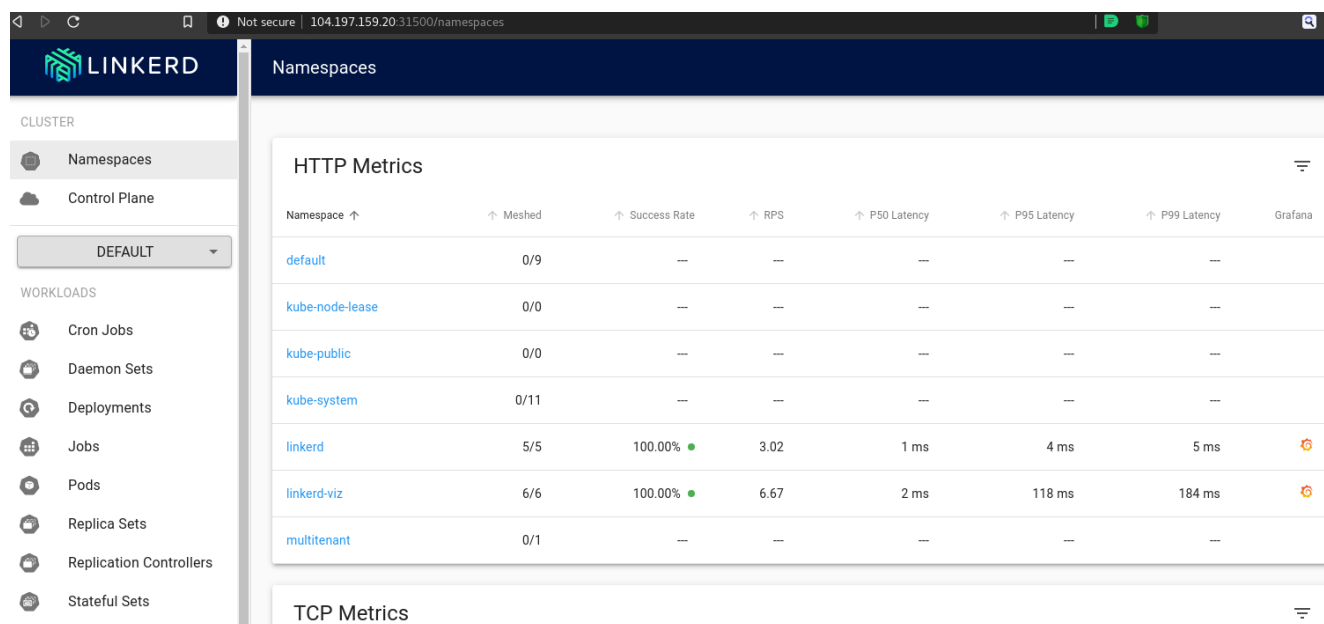 Not secure | 104.197.159.20:31500/namespaces
LINKERD
Namespaces
CLUSTER
Namespaces
Control Plane
DEFAULT
WORKLOADS
Cron Jobs
Daemon Sets
Deployments
Jobs
Pods
Replica Sets
Replication Controllers
Stateful Sets
HTTP Metrics
Namespace ↑ ↑ Meshed ↑ Success Rate ↑ RPS ↑ P50 Latency ↑ P95 Latency ↑ P99 Latency Grafana
default 0/9 --- --- --- --- ---
kube-node-lease 0/0 --- --- --- --- ---
kube-public 0/0 --- --- --- --- ---
kube-system 0/11 --- --- --- --- ---
linkerd 5/5 100.00% 3.02 1 ms 4 ms 5 ms
linkerd-viz 6/6 100.00% 6.67 2 ms 118 ms 184 ms
multitenant 0/1 --- --- --- --- ---
TCP Metrics